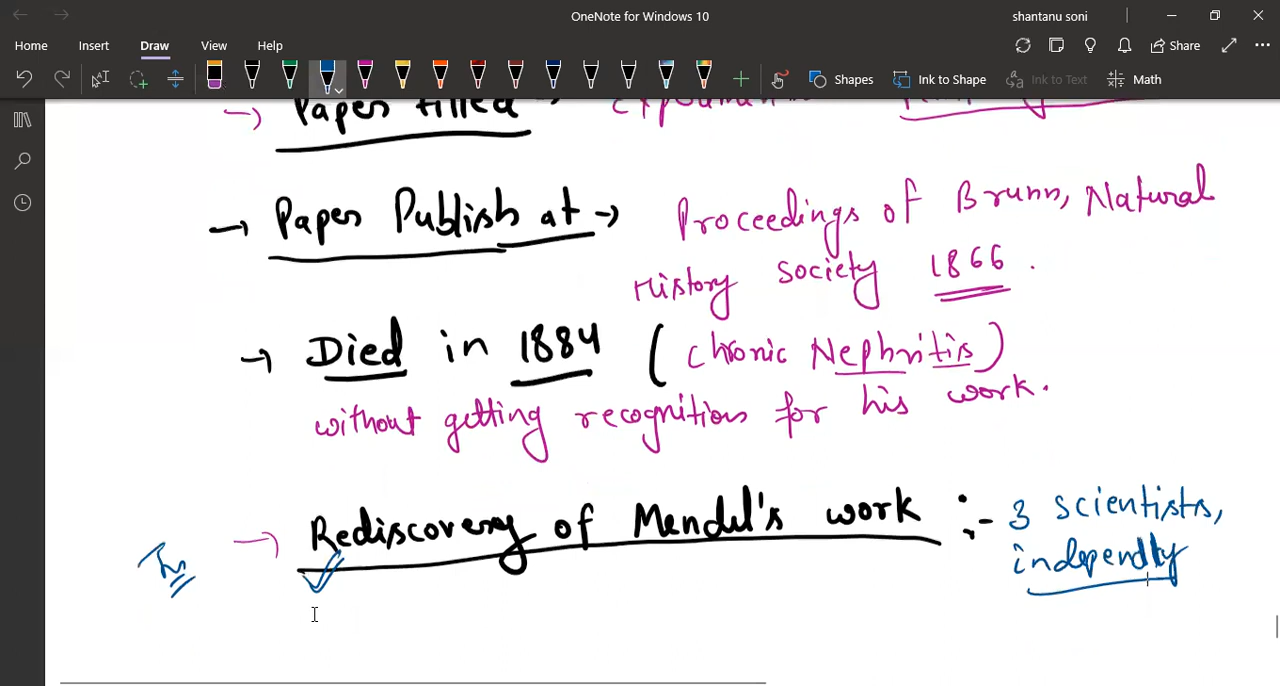 OneNote for Windows 10
shantanu soni
Home Insert Draw View Help
Share
Shapes Ink to Shape Ink to Text Math
→ Paper filled →
→ Paper Publish at → Proceedings of Brunn, Natural
History society 1866.
→ Died in 1884 (chronic Nephritis)
without getting recognition for his work.
→ Rediscovery of Mendel's work :- 3 scientists,
independtly